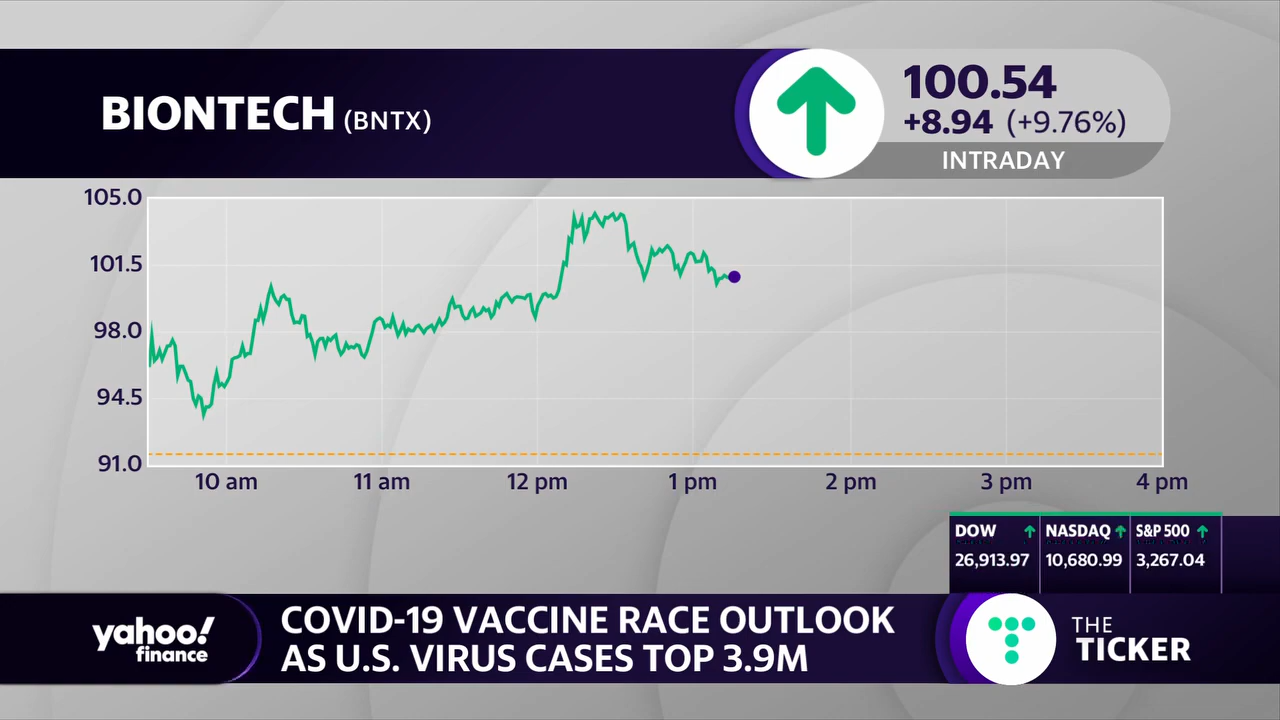 BIONTECH (BNTX)
100.54
+8.94 (+9.76%)
INTRADAY
105.0
101.5
98.0
94.5
91.0
10 am 11 am 12 pm 1 pm 2 pm 3 pm 4 pm
DOW NASDAQ S&P 500
26,913.97 10,680.99 3,267.04
yahoo!
finance
COVID-19 VACCINE RACE OUTLOOK
AS U.S. VIRUS CASES TOP 3.9M
THE
TICKER